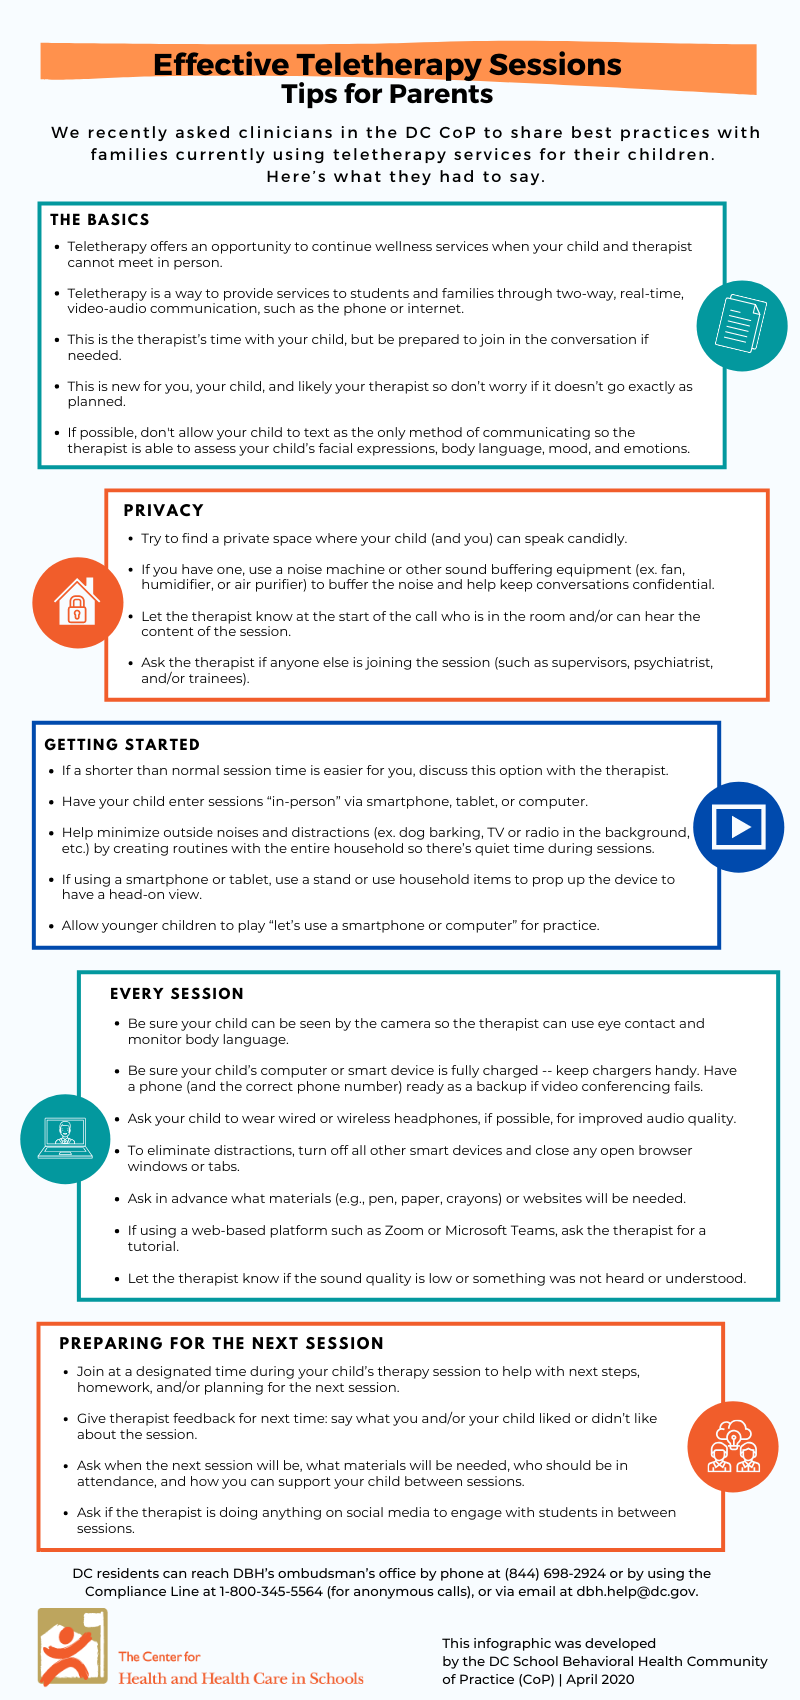 Effective Teletherapy Sessions
Tips for Parents
We recently asked clinicians in the DC CoP to share best practices with
families currently using teletherapy services for their children.
Here's what they had to say.
THE BASICS
• Teletherapy offers an opportunity to continue wellness services when your child and therapist
cannot meet in person.
• Teletherapy is a way to provide services to students and families through two-way, real-time,
video-audio communication, such as the phone or internet.
• This is the therapist's time with your child, but be prepared to join in the conversation if
needed.
• This is new for you, your child, and likely your therapist so don't worry if it doesn't go exactly as
planned.
• If possible, don't allow your child to text as the only method of communicating so the
therapist is able to assess your child's facial expressions, body language, mood, and emotions.
PRIVACY
• Try to find a private space where your child (and you) can speak candidly.
• If you have one, use a noise machine or other sound buffering equipment (ex. fan,
humidifier, or air purifier) to buffer the noise and help keep conversations confidential.
• Let the therapist know at the start of the call who is in the room and/or can hear the
content of the session.
• Ask the therapist if anyone else is joining the session (such as supervisors, psychiatrist,
and/or trainees).
GETTING STARTED
• If a shorter than normal session time is easier for you, discuss this option with the therapist.
• Have your child enter sessions “in-person” via smartphone, tablet, or computer.
• Help minimize outside noises and distractions (ex. dog barking, TV or radio in the background,
etc.) by creating routines with the entire household so there's quiet time during sessions.
• If using a smartphone or tablet, use a stand or use household items to prop up the device to
have a head-on view.
• Allow younger children to play “let's use a smartphone or computer” for practice.
EVERY SESSION
• Be sure your child can be seen by the camera so the therapist can use eye contact and
monitor body language.
• Be sure your child's computer or smart device is fully charged -- keep chargers handy. Have
a phone (and the correct phone number) ready as a backup if video conferencing fails.
• Ask your child to wear wired or wireless headphones, if possible, for improved audio quality.
• To eliminate distractions, turn off all other smart devices and close any open browser
windows or tabs.
• Ask in advance what materials (e.g., pen, paper, crayons) or websites will be needed.
• If using a web-based platform such as Zoom or Microsoft Teams, ask the therapist for a
tutorial.
• Let the therapist know if the sound quality is low or something was not heard or understood.
PREPARING FOR THE NEXT SESSION
• Join at a designated time during your child's therapy session to help with next steps,
homework, and/or planning for the next session.
• Give therapist feedback for next time: say what you and/or your child liked or didn't like
about the session.
• Ask when the next session will be, what materials will be needed, who should be in
attendance, and how you can support your child between sessions.
• Ask if the therapist is doing anything on social media to engage with students in between
sessions.
DC residents can reach DBH's ombudsman's office by phone at (844) 698-2924 or by using the
Compliance Line at 1-800-345-5564 (for anonymous calls), or via email at dbh.help@dc.gov.
The Center for
Health and Health Care in Schools
This infographic was developed
by the DC School Behavioral Health Community
of Practice (CoP) | April 2020